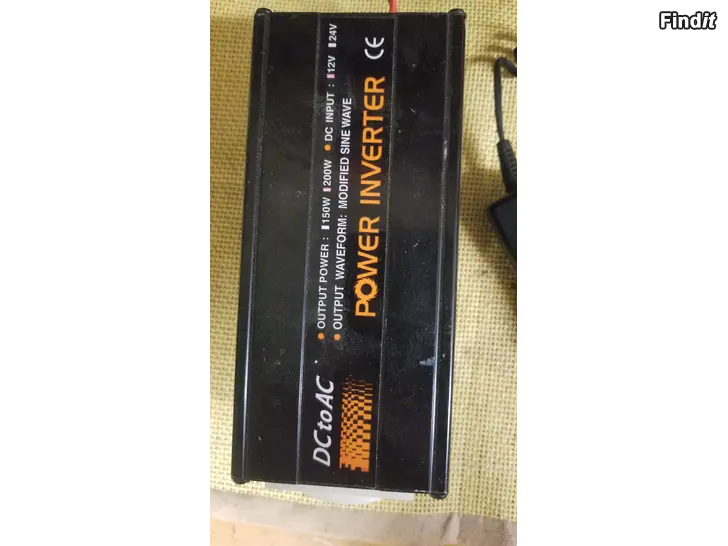 Findit
DC to AC
OUTPUT POWER: 150W 200W DC INPUT: 12V 24V
OUTPUT WAVEFORM: MODIFIED SINE WAVE
POWER INVERTER CE